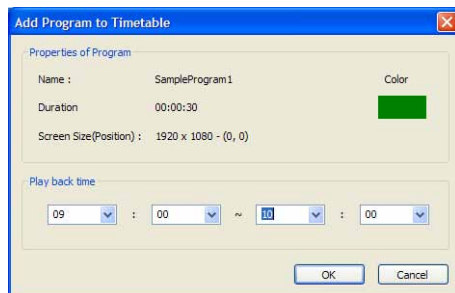 Add Program to Timetable
Properties of Program
Name : SampleProgram1 Color
Duration 00:00:30
Screen Size(Position) : 1920 x 1080 - (0, 0)
Play back time
09 : 00 ~ 10 : 00
OK Cancel